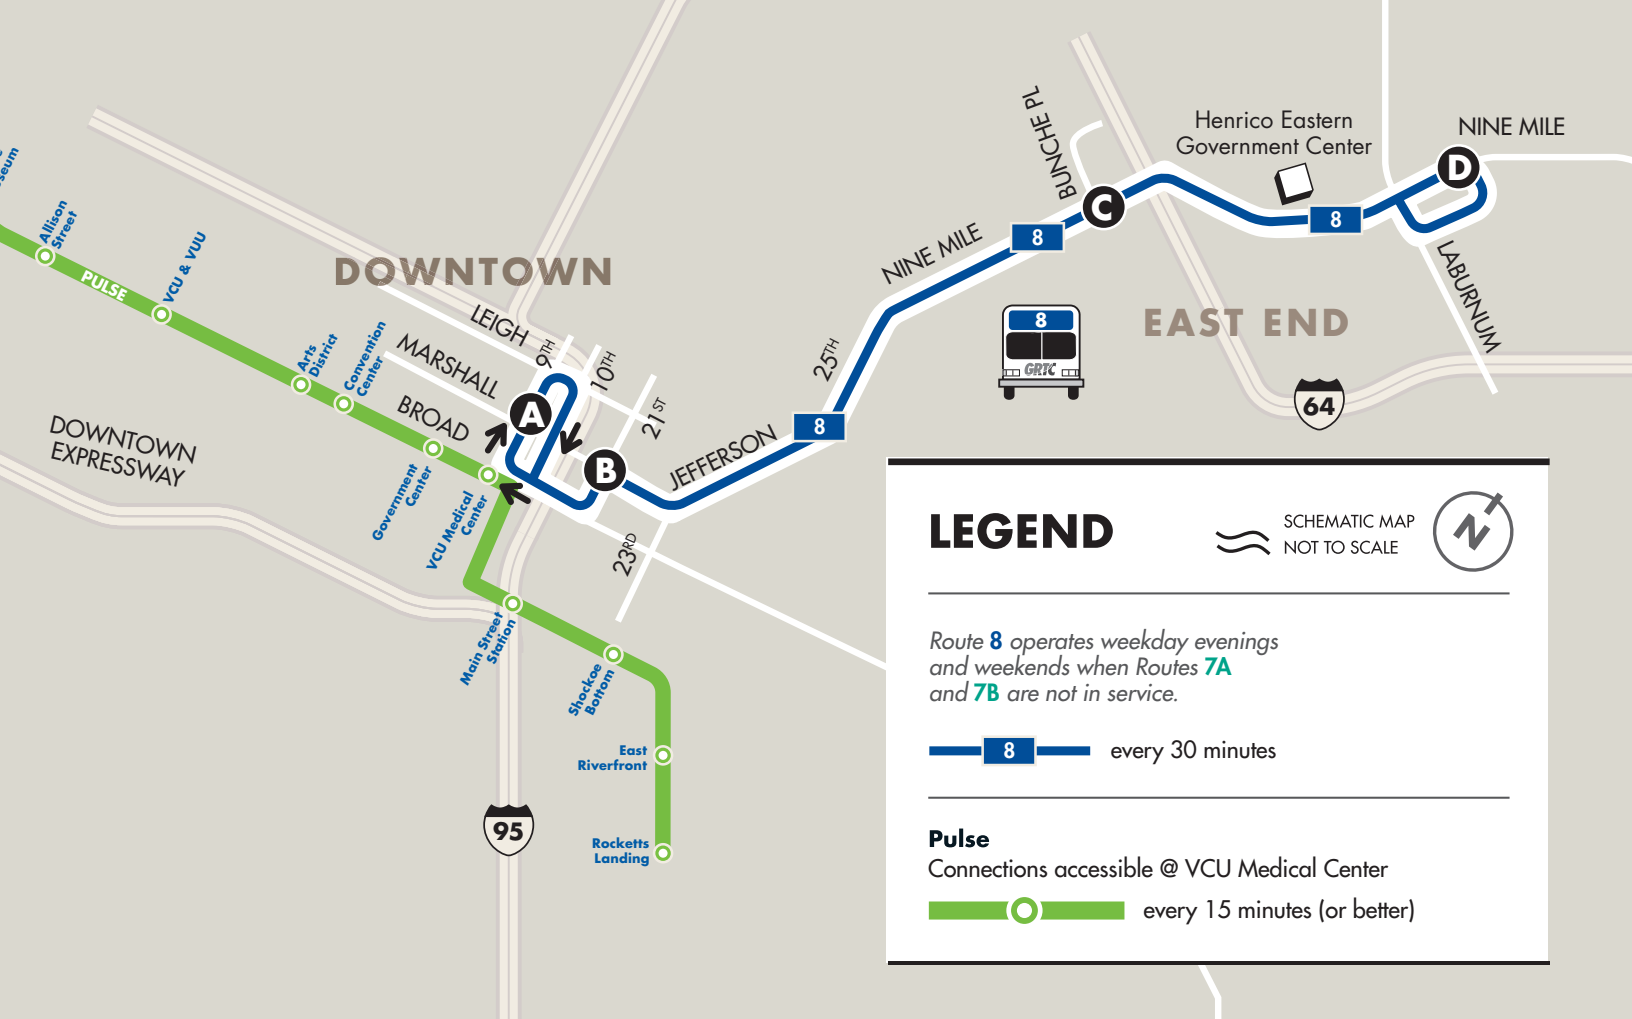 seum
Allison
Street
PULSE
VCU & VUU
DOWNTOWN
LEIGH
MARSHALL
BROAD
9TH
10TH
21ST
23RD
Arts
District
Convention
Center
Government
Center
VCU Medical
Center
DOWNTOWN
EXPRESSWAY
A
B
JEFFERSON
8
25TH
NINE MILE
8
BUNCHE PL
C
Henrico Eastern
Government Center
8
NINE MILE
D
LABURNUM
EAST END
8
GRTC
64
Main Street
Station
Shockoe
Bottom
East
Riverfront
Rocketts
Landing
95
LEGEND
SCHEMATIC MAP
NOT TO SCALE
N
Route 8 operates weekday evenings
and weekends when Routes 7A
and 7B are not in service.
8 every 30 minutes
Pulse
Connections accessible @ VCU Medical Center
every 15 minutes (or better)